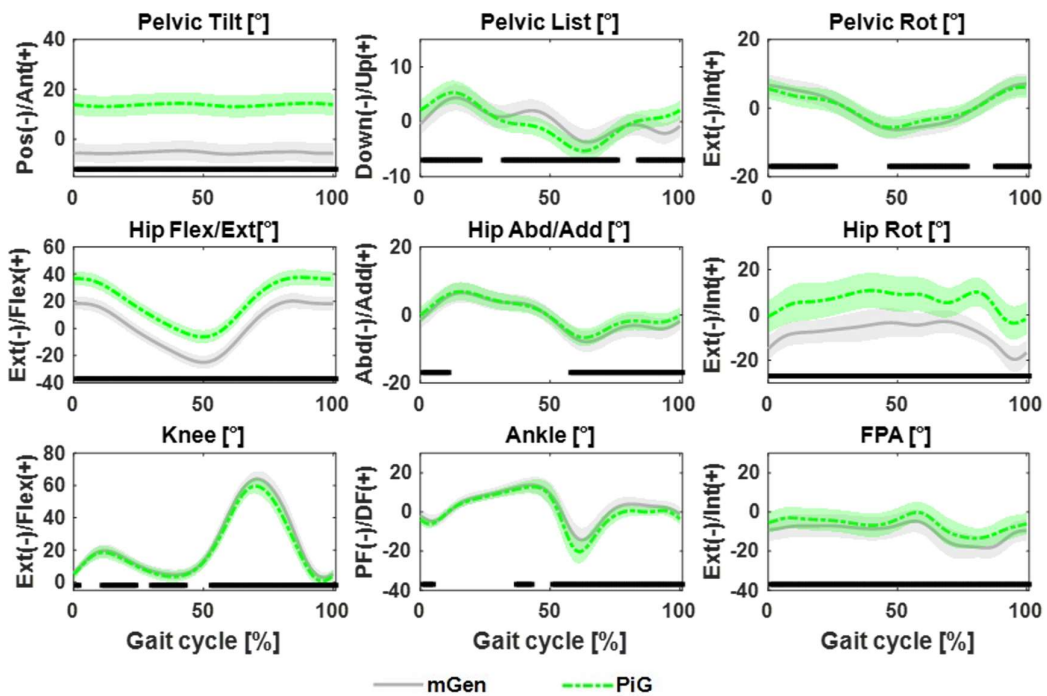 Pelvic Tilt [°] Pelvic List [°] Pelvic Rot [°]
Pos(-)/Ant(+) 40 20 0 0 50 100
Down(-)/Up(+) 10 0 -10 0 50 100
Ext(-)/Int(+) 20 0 -20 0 50 100
Hip Flex/Ext[°] Hip Abd/Add [°] Hip Rot [°]
Ext(-)/Flex(+) 60 40 20 0 -20 -40 0 50 100
Abd(-)/Add(+) 20 0 -20 0 50 100
Ext(-)/Int(+) 20 0 -20 0 50 100
Knee [°] Ankle [°] FPA [°]
Ext(-)/Flex(+) 80 60 40 20 0 0 50 100
PF(-)/DF(+) 20 0 -20 -40 0 50 100
Ext(-)/Int(+) 20 0 -20 -40 0 50 100
Gait cycle [%] Gait cycle [%] Gait cycle [%]
mGen PiG